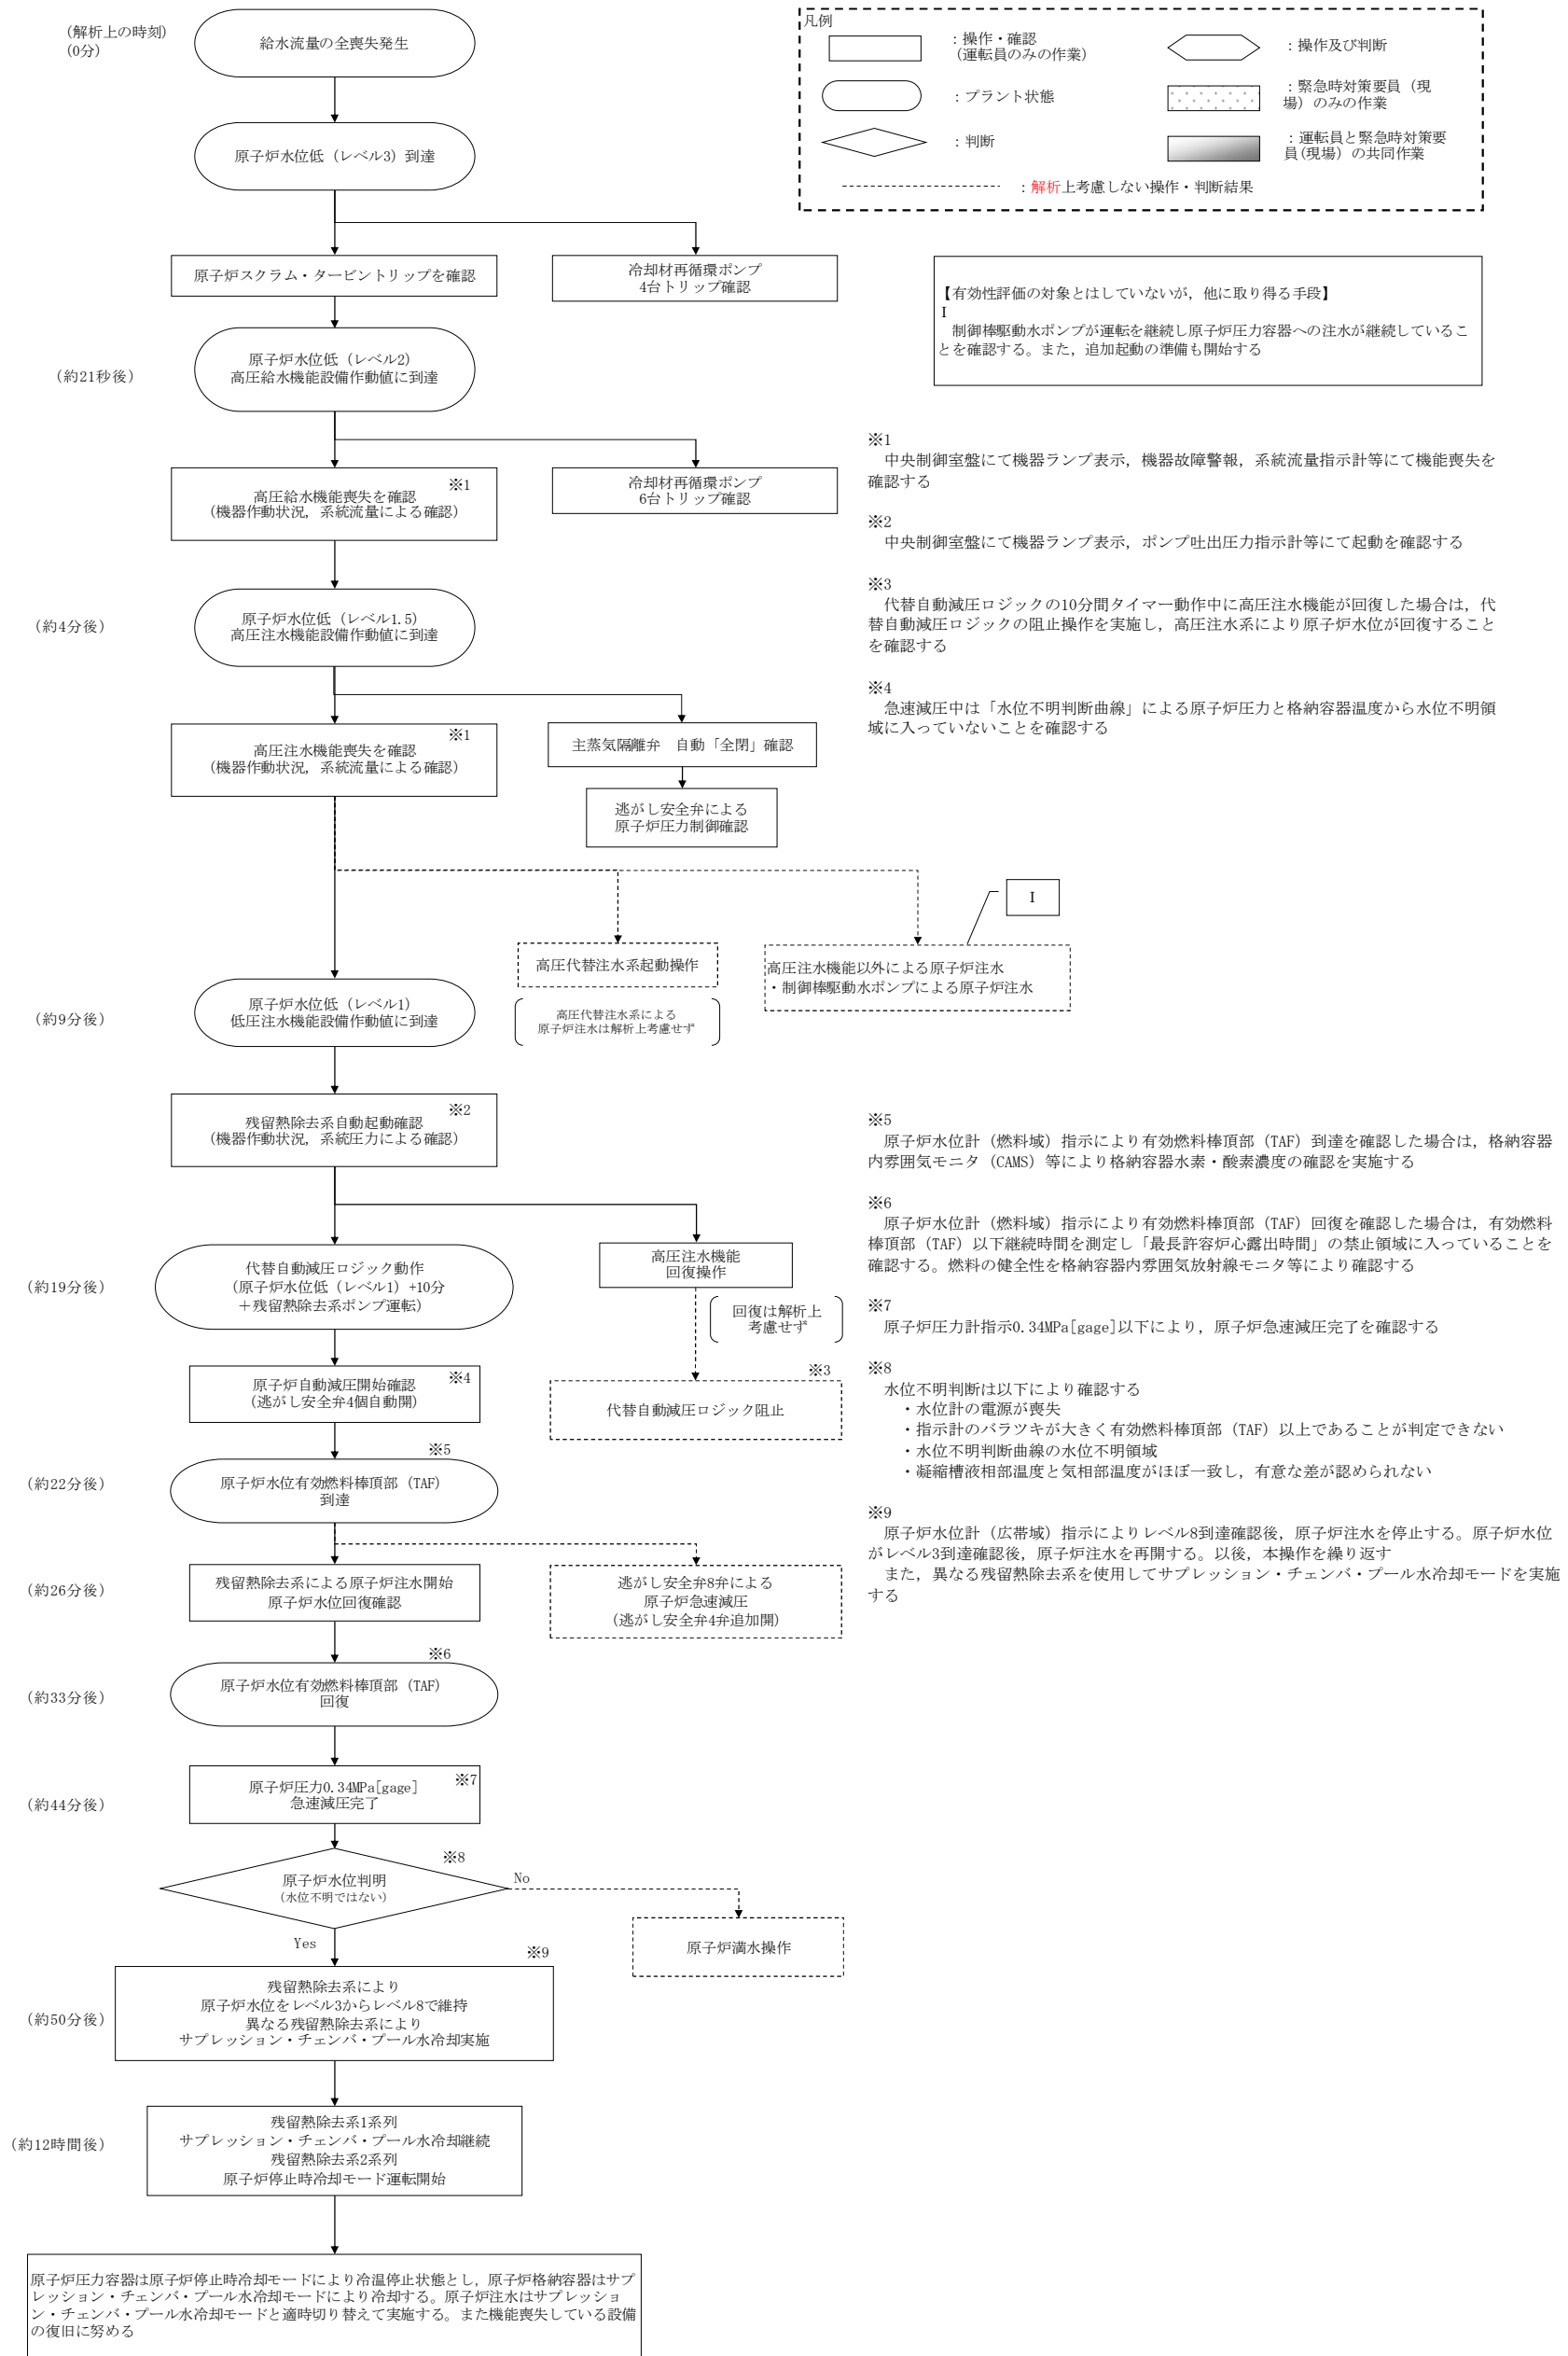 (解析上の時刻)
(0分)
給水流量の全喪失発生
原子炉水位低（レベル3）到達
凡例
：操作・確認
（運転員のみの作業）
：操作及び判断
：プラント状態
：緊急時対策要員（現
場）のみの作業
：判断
：運転員と緊急時対策要
員(現場）の共同作業
：解析上考慮しない操作・判断結果
原子炉スクラム・タービントリップを確認
冷却材再循環ポンプ
4台トリップ確認
【有効性評価の対象とはしていないが，他に取り得る手段】
Ⅰ
制御棒駆動水ポンプが運転を継続し原子炉圧力容器への注水が継続しているこ
とを確認する。また，追加起動の準備も開始する
（約21秒後）
原子炉水位低（レベル2）
高圧給水機能設備作動値に到達
※1
高圧給水機能喪失を確認
（機器作動状況，系統流量による確認）
冷却材再循環ポンプ
6台トリップ確認
※1
中央制御室盤にて機器ランプ表示，機器故障警報，系統流量指示計等にて機能喪失を
確認する
※2
中央制御室盤にて機器ランプ表示，ポンプ吐出圧力指示計等にて起動を確認する
※3
代替自動減圧ロジックの10分間タイマー動作中に高圧注水機能が回復した場合は，代
替自動減圧ロジックの阻止操作を実施し，高圧注水系により原子炉水位が回復すること
を確認する
※4
急速減圧中は「水位不明判断曲線」による原子炉圧力と格納容器温度から水位不明領
域に入っていないことを確認する
（約4分後）
原子炉水位低（レベル1.5）
高圧注水機能設備作動値に到達
※1
高圧注水機能喪失を確認
（機器作動状況，系統流量による確認）
主蒸気隔離弁　自動「全閉」確認
逃がし安全弁による
原子炉圧力制御確認
Ⅰ
高圧代替注水系起動操作
高圧代替注水系による
原子炉注水は解析上考慮せず
高圧注水機能以外による原子炉注水
・制御棒駆動水ポンプによる原子炉注水
（約9分後）
原子炉水位低（レベル1）
低圧注水機能設備作動値に到達
※2
残留熱除去系自動起動確認
（機器作動状況，系統圧力による確認）
※5
原子炉水位計（燃料域）指示により有効燃料棒頂部（TAF）到達を確認した場合は，格納容器
内雰囲気モニタ（CAMS）等により格納容器水素・酸素濃度の確認を実施する
※6
原子炉水位計（燃料域）指示により有効燃料棒頂部（TAF）回復を確認した場合は，有効燃料
棒頂部（TAF）以下継続時間を測定し「最長許容炉心露出時間」の禁止領域に入っていることを
確認する。燃料の健全性を格納容器内雰囲気放射線モニタ等により確認する
※7
原子炉圧力計指示0.34MPa[gage]以下により，原子炉急速減圧完了を確認する
※8
水位不明判断は以下により確認する
・水位計の電源が喪失
・指示計のバラツキが大きく有効燃料棒頂部（TAF）以上であることが判定できない
・水位不明判断曲線の水位不明領域
・凝縮槽液相部温度と気相部温度がほぼ一致し，有意な差が認められない
※9
原子炉水位計（広帯域）指示によりレベル8到達確認後，原子炉注水を停止する。原子炉水位
がレベル3到達確認後，原子炉注水を再開する。以後，本操作を繰り返す
また，異なる残留熱除去系を使用してサプレッション・チェンバ・プール水冷却モードを実施
する
（約19分後）
代替自動減圧ロジック動作
（原子炉水位低（レベル1）+10分
＋残留熱除去系ポンプ運転）
高圧注水機能
回復操作
回復は解析上
考慮せず
※3
代替自動減圧ロジック阻止
※4
原子炉自動減圧開始確認
（逃がし安全弁4個自動開）
※5
（約22分後）
原子炉水位有効燃料棒頂部（TAF）
到達
（約26分後）
残留熱除去系による原子炉注水開始
原子炉水位回復確認
逃がし安全弁8弁による
原子炉急速減圧
（逃がし安全弁4弁追加開）
※6
（約33分後）
原子炉水位有効燃料棒頂部（TAF）
回復
（約44分後）
※7
原子炉圧力0.34MPa[gage]
急速減圧完了
※8
原子炉水位判明
（水位不明ではない）
No
原子炉満水操作
Yes
※9
（約50分後）
残留熱除去系により
原子炉水位をレベル3からレベル8で維持
異なる残留熱除去系により
サプレッション・チェンバ・プール水冷却実施
（約12時間後）
残留熱除去系1系列
サプレッション・チェンバ・プール水冷却継続
残留熱除去系2系列
原子炉停止時冷却モード運転開始
原子炉圧力容器は原子炉停止時冷却モードにより冷温停止状態とし，原子炉格納容器はサプ
レッション・チェンバ・プール水冷却モードにより冷却する。原子炉注水はサプレッショ
ン・チェンバ・プール水冷却モードと適時切り替えて実施する。また機能喪失している設備
の復旧に努める